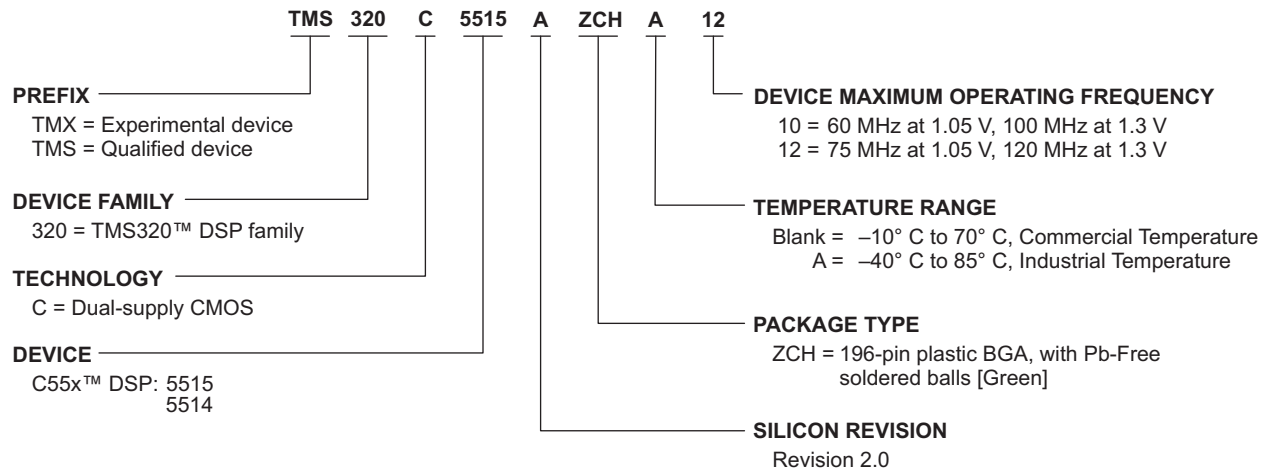 TMS 320 C 5515 A ZCH A 12
PREFIX
TMX = Experimental device
TMS = Qualified device
DEVICE FAMILY
320 = TMS320™ DSP family
TECHNOLOGY
C = Dual-supply CMOS
DEVICE
C55x™ DSP: 5515
5514
DEVICE MAXIMUM OPERATING FREQUENCY
10 = 60 MHz at 1.05 V, 100 MHz at 1.3 V
12 = 75 MHz at 1.05 V, 120 MHz at 1.3 V
TEMPERATURE RANGE
Blank = –10° C to 70° C, Commercial Temperature
A = –40° C to 85° C, Industrial Temperature
PACKAGE TYPE
ZCH = 196-pin plastic BGA, with Pb-Free
soldered balls [Green]
SILICON REVISION
Revision 2.0